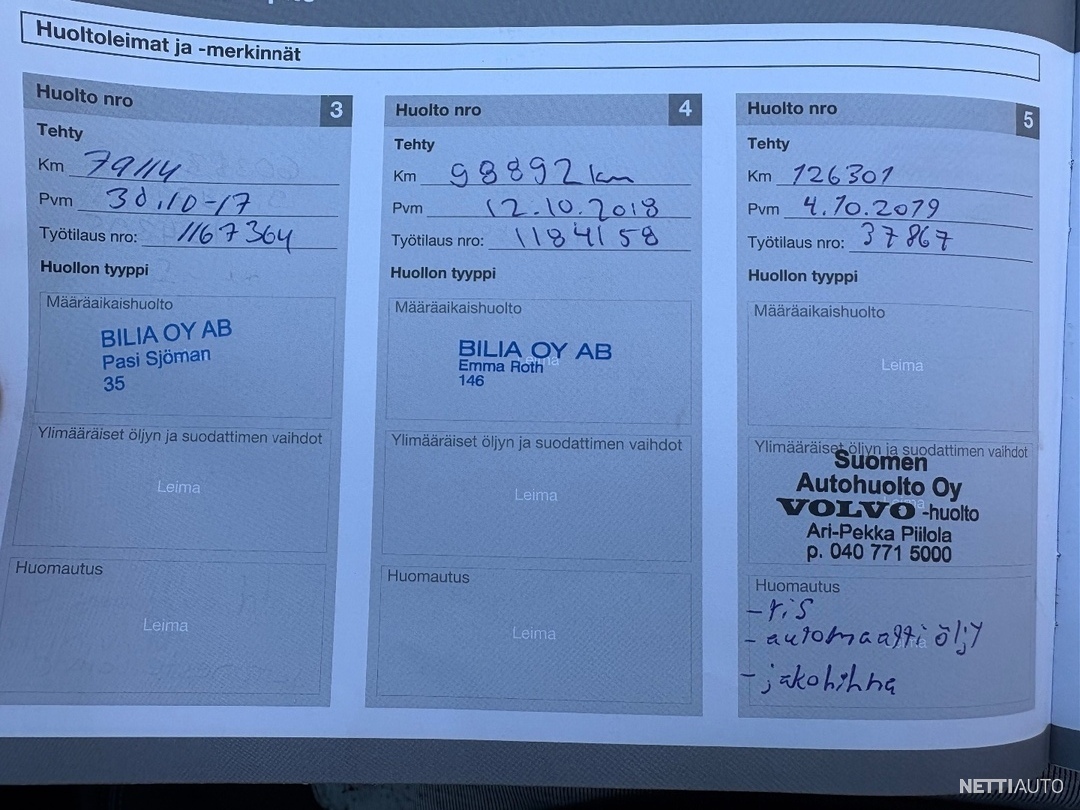 Huoltoleimat ja -merkinnät
Huolto nro 3
Tehty
Km 79114
Pvm 30.10-17
Työtilaus nro: 1167364
Huollon tyyppi
Määräaikaishuolto
BILIA OY AB
Pasi Sjöman
35
Ylimääräiset öljyn ja suodattimen vaihdot
Leima
Huomautus
Leima
Huolto nro 4
Tehty
Km 98892 km
Pvm 12.10.2018
Työtilaus nro: 1184158
Huollon tyyppi
Määräaikaishuolto
Leima
BILIA OY AB
Emma Roth
146
Ylimääräiset öljyn ja suodattimen vaihdot
Leima
Huomautus
Leima
Huolto nro 5
Tehty
Km 126301
Pvm 4.10.2019
Työtilaus nro: 37867
Huollon tyyppi
Määräaikaishuolto
Leima
Ylimääräiset öljyn ja suodattimen vaihdot
Leima
Suomen
Autohuolto Oy
VOLVO -huolto
Ari-Pekka Piilola
p. 040 771 5000
Huomautus
Leima
- automaatti öljy
- jakohihna
NETTIAUTO